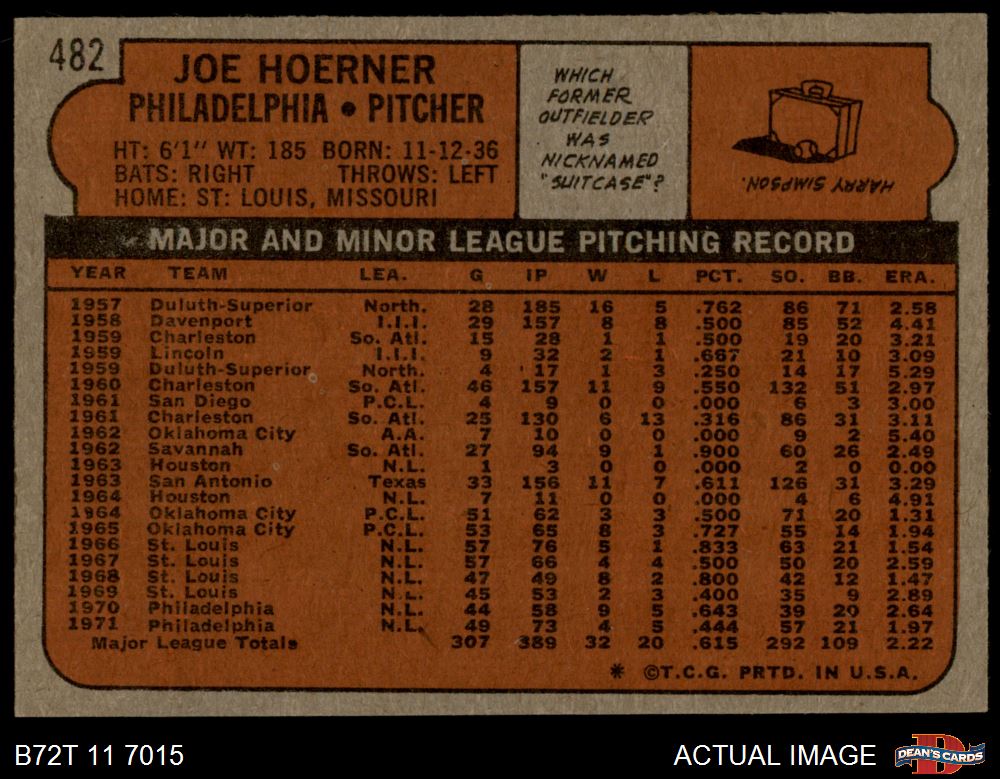 482
JOE HOERNER
PHILADELPHIA • PITCHER
HT: 6'1" WT: 185 BORN: 11-12-36
BATS: RIGHT THROWS: LEFT
HOME: ST: LOUIS, MISSOURI
WHICH
FORMER
OUTFIELDER
WAS
NICKNAMED
"SUITCASE"?
HARRY SIMPSON.
MAJOR AND MINOR LEAGUE PITCHING RECORD
YEAR TEAM LEA. G IP W L PCT. SO. BB. ERA.
1957 Duluth-Superior North. 28 185 16 5 .762 86 71 2.58
1958 Davenport I.I.I. 29 157 8 8 .500 85 52 4.41
1959 Charleston So. Atl. 15 28 1 1 .500 19 20 3.21
1959 Lincoln I.I.I. 9 32 2 1 .667 21 10 3.09
1959 Duluth-Superior North. 4 17 1 3 .250 14 17 5.29
1960 Charleston So. Atl. 46 157 11 9 .550 132 51 2.97
1961 San Diego P.C.L. 4 9 0 0 .000 6 3 3.00
1961 Charleston So. Atl. 25 130 6 13 .316 86 31 3.11
1962 Oklahoma City A.A. 7 10 0 0 .000 9 2 5.40
1962 Savannah So. Atl. 27 94 9 1 .900 60 26 2.49
1963 Houston N.L. 1 3 0 0 .000 2 0 0.00
1963 San Antonio Texas 33 156 11 7 .611 126 31 3.29
1964 Houston N.L. 7 11 0 0 .000 4 6 4.91
1964 Oklahoma City P.C.L. 51 62 3 3 .500 71 20 1.31
1965 Oklahoma City P.C.L. 53 65 8 3 .727 55 14 1.94
1966 St. Louis N.L. 57 76 5 1 .833 63 21 1.54
1967 St. Louis N.L. 57 66 4 4 .500 50 20 2.59
1968 St. Louis N.L. 47 49 8 2 .800 42 12 1.47
1969 St. Louis N.L. 45 53 2 3 .400 35 9 2.89
1970 Philadelphia N.L. 44 58 9 5 .643 39 20 2.64
1971 Philadelphia N.L. 49 73 4 5 .444 57 21 1.97
Major League Totals 307 389 32 20 .615 292 109 2.22
* ©T.C.G. PRTD. IN U.S.A.
B72T 11 7015
ACTUAL IMAGE
DEAN'S CARDS